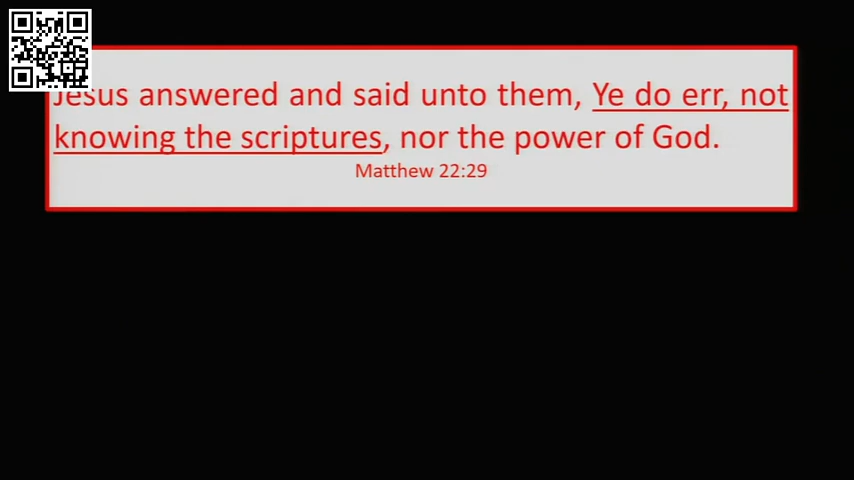 Jesus answered and said unto them, Ye do err, not
knowing the scriptures, nor the power of God.
Matthew 22:29